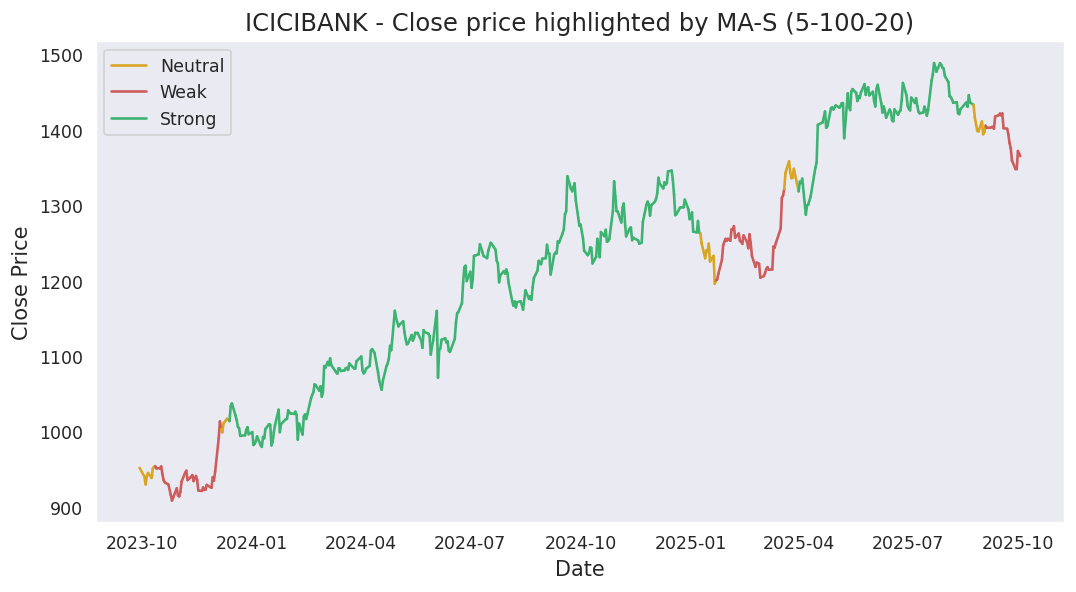 ICICIBANK - Close price highlighted by MA-S (5-100-20)
Neutral
Weak
Strong
Close Price
1500
1400
1300
1200
1100
1000
900
2023-10 2024-01 2024-04 2024-07 2024-10 2025-01 2025-04 2025-07 2025-10
Date